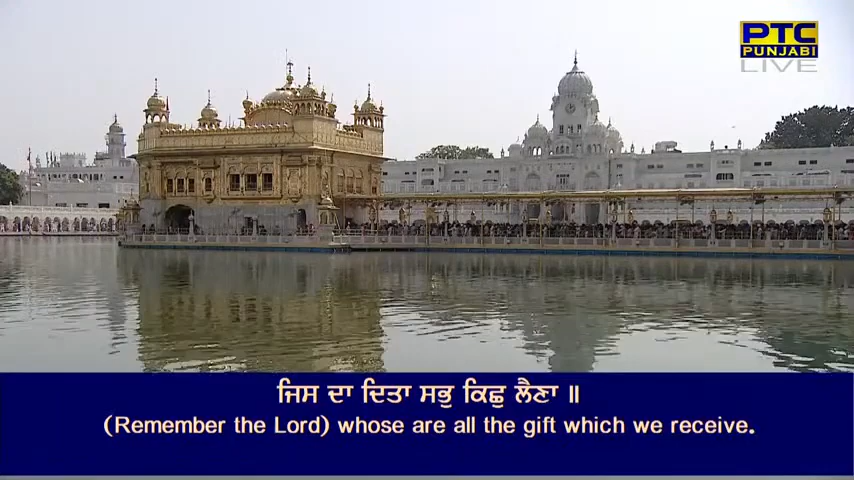 PTC
PUNJABI
LIVE
ਜਿਸ ਦਾ ਦਿਤਾ ਸਭੁ ਕਿਛੁ ਲੈਣਾ ॥
(Remember the Lord) whose are all the gift which we receive.